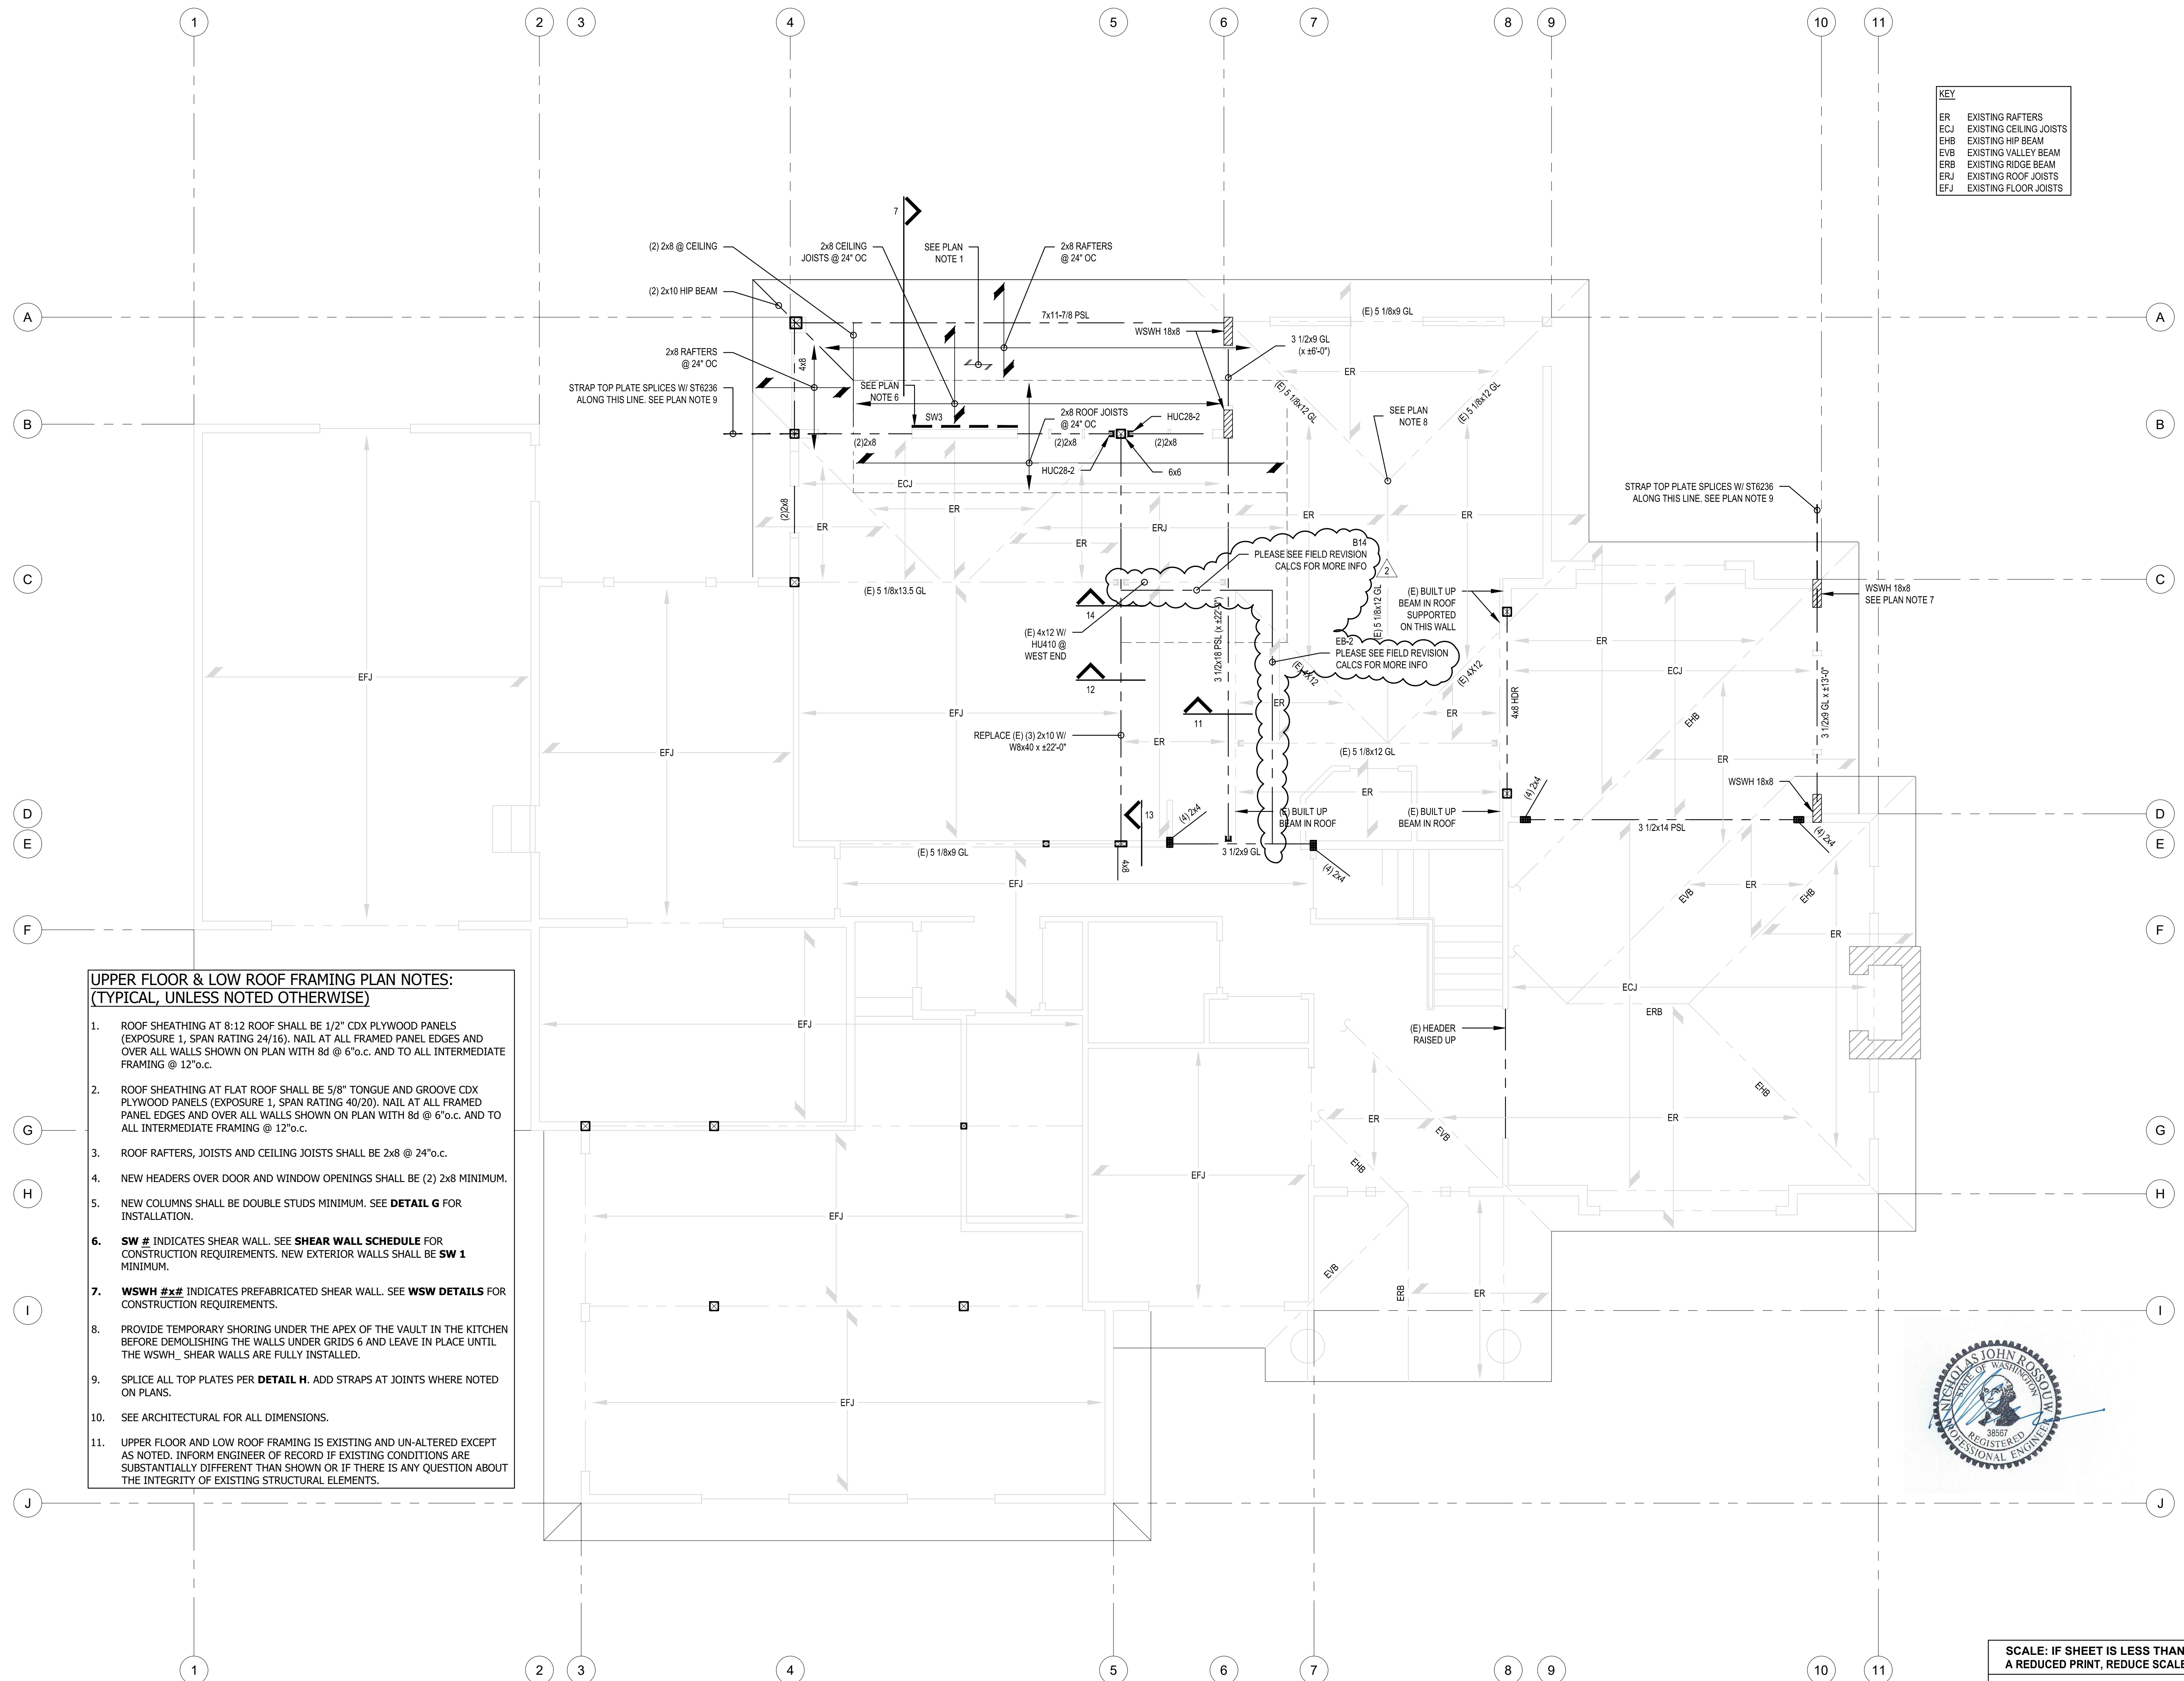 1 2 3 4 5 6 7 8 9 10 11
KEY
ER EXISTING RAFTERS
ECJ EXISTING CEILING JOISTS
EHB EXISTING HIP BEAM
EVB EXISTING VALLEY BEAM
ERB EXISTING RIDGE BEAM
ERJ EXISTING ROOF JOISTS
EFJ EXISTING FLOOR JOISTS
7
(2) 2x8 @ CEILING
2x8 CEILING
JOISTS @ 24" OC
SEE PLAN
NOTE 1
2x8 RAFTERS
@ 24" OC
(2) 2x10 HIP BEAM
A
7x11-7/8 PSL
(E) 5 1/8x9 GL
A
WSWH 18x8
3 1/2x9 GL
(x ±6'-0")
2x8 RAFTERS
@ 24" OC
4x8
ER
STRAP TOP PLATE SPLICES W/ ST6236
ALONG THIS LINE. SEE PLAN NOTE 9
SEE PLAN
NOTE 6
(E) 5 1/8x12 GL
(E) 5 1/8x12 GL
SW3
2x8 ROOF JOISTS
@ 24" OC
HUC28-2
SEE PLAN
NOTE 8
B
B
(2)2x8
(2)2x8
(2)2x8
HUC28-2
6x6
ECJ
STRAP TOP PLATE SPLICES W/ ST6236
ALONG THIS LINE. SEE PLAN NOTE 9
(2)2x8
ER
ER
ERJ
ER
ER
ER
B14
PLEASE SEE FIELD REVISION
CALCS FOR MORE INFO
2
C
C
(E) 5 1/8x13.5 GL
(E) 5 1/8x12 GL
(E) BUILT UP
BEAM IN ROOF
SUPPORTED
ON THIS WALL
WSWH 18x8
SEE PLAN NOTE 7
14
(E) 4x12 W/
HU410 @
WEST END
3 1/2x18 PSL (x ±22'-0")
EB-2
PLEASE SEE FIELD REVISION
CALCS FOR MORE INFO
ER
ECJ
EFJ
12
(E) 4X12
(E) 4X12
3 1/2x9 GL x ±13'-0"
4x8 HDR
EHB
EFJ
11
ER
ER
REPLACE (E) (3) 2x10 W/
W8x40 x ±22'-0"
ER
EFJ
(E) 5 1/8x12 GL
ER
WSWH 18x8
ER
(4) 2x4
D
D
13
(4) 2x4
(E) BUILT UP
BEAM IN ROOF
(E) BUILT UP
BEAM IN ROOF
3 1/2x14 PSL
(4) 2x4
E
E
(E) 5 1/8x9 GL
4x8
3 1/2x9 GL
(4) 2x4
EFJ
ER
EVB
EHB
F
F
ER
UPPER FLOOR & LOW ROOF FRAMING PLAN NOTES:
(TYPICAL, UNLESS NOTED OTHERWISE)
1. ROOF SHEATHING AT 8:12 ROOF SHALL BE 1/2" CDX PLYWOOD PANELS
(EXPOSURE 1, SPAN RATING 24/16). NAIL AT ALL FRAMED PANEL EDGES AND
OVER ALL WALLS SHOWN ON PLAN WITH 8d @ 6"o.c. AND TO ALL INTERMEDIATE
FRAMING @ 12"o.c.
2. ROOF SHEATHING AT FLAT ROOF SHALL BE 5/8" TONGUE AND GROOVE CDX
PLYWOOD PANELS (EXPOSURE 1, SPAN RATING 40/20). NAIL AT ALL FRAMED
PANEL EDGES AND OVER ALL WALLS SHOWN ON PLAN WITH 8d @ 6"o.c. AND TO
ALL INTERMEDIATE FRAMING @ 12"o.c.
3. ROOF RAFTERS, JOISTS AND CEILING JOISTS SHALL BE 2x8 @ 24"o.c.
4. NEW HEADERS OVER DOOR AND WINDOW OPENINGS SHALL BE (2) 2x8 MINIMUM.
5. NEW COLUMNS SHALL BE DOUBLE STUDS MINIMUM. SEE DETAIL G FOR
INSTALLATION.
6. SW # INDICATES SHEAR WALL. SEE SHEAR WALL SCHEDULE FOR
CONSTRUCTION REQUIREMENTS. NEW EXTERIOR WALLS SHALL BE SW 1
MINIMUM.
7. WSWH #x# INDICATES PREFABRICATED SHEAR WALL. SEE WSW DETAILS FOR
CONSTRUCTION REQUIREMENTS.
8. PROVIDE TEMPORARY SHORING UNDER THE APEX OF THE VAULT IN THE KITCHEN
BEFORE DEMOLISHING THE WALLS UNDER GRIDS 6 AND LEAVE IN PLACE UNTIL
THE WSWH_ SHEAR WALLS ARE FULLY INSTALLED.
9. SPLICE ALL TOP PLATES PER DETAIL H. ADD STRAPS AT JOINTS WHERE NOTED
ON PLANS.
10. SEE ARCHITECTURAL FOR ALL DIMENSIONS.
11. UPPER FLOOR AND LOW ROOF FRAMING IS EXISTING AND UN-ALTERED EXCEPT
AS NOTED. INFORM ENGINEER OF RECORD IF EXISTING CONDITIONS ARE
SUBSTANTIALLY DIFFERENT THAN SHOWN OR IF THERE IS ANY QUESTION ABOUT
THE INTEGRITY OF EXISTING STRUCTURAL ELEMENTS.
ECJ
ERB
EFJ
(E) HEADER
RAISED UP
EHB
G
G
ER
ER
EVB
EHB
EFJ
H
H
EFJ
EVB
ERB
ER
I
I
EFJ
NICHOLAS JOHN ROSSOUW
STATE OF WASHINGTON
38567
REGISTERED
PROFESSIONAL ENGINEER
J
J
1 2 3 4 5 6 7 8 9 10 11
SCALE: IF SHEET IS LESS THAN
A REDUCED PRINT, REDUCE SCALE